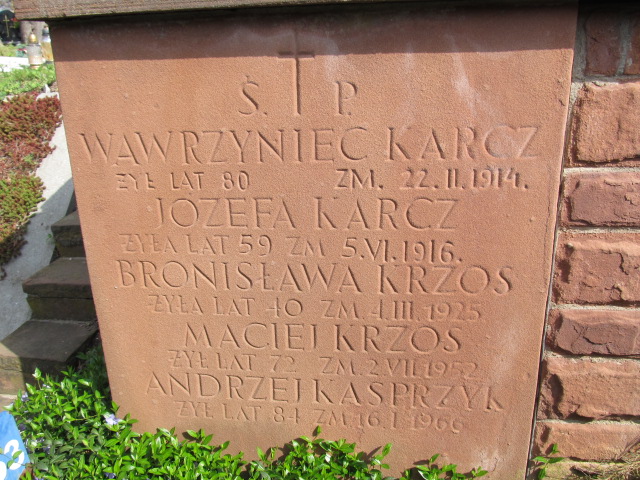 Ś. P.
WAWRZYNIEC KARCZ
ŻYŁ LAT 80 ZM. 22.II.1914.
JÓZEFA KARCZ
ŻYŁA LAT 59 ZM 5.VI.1916.
BRONISŁAWA KRZOS
ŻYŁA LAT 40 ZM 4.III.1925
MACIEJ KRZOS
ŻYŁ LAT 72 ZM. 2 VII.1952
ANDRZEJ KASPRZYK
ŻYŁ LAT 84 ZM. 16.I 1966